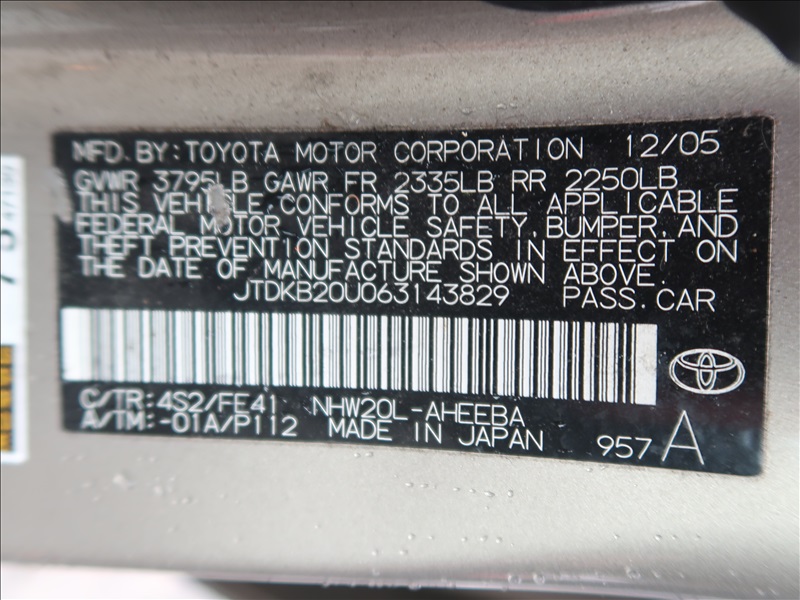 MFD. BY: TOYOTA MOTOR CORPORATION 12/05
GVWR 3795LB GAWR FR 2335LB RR 2250LB
THIS VEHICLE CONFORMS TO ALL APPLICABLE
FEDERAL MOTOR VEHICLE SAFETY, BUMPER, AND
THEFT PREVENTION STANDARDS IN EFFECT ON
THE DATE OF MANUFACTURE SHOWN ABOVE.
JTDKB20U063143829 PASS. CAR
C/TR: 4S2/FE41 NHW20L-AHEEBA
A/TM: -01A/P112 MADE IN JAPAN 957 A